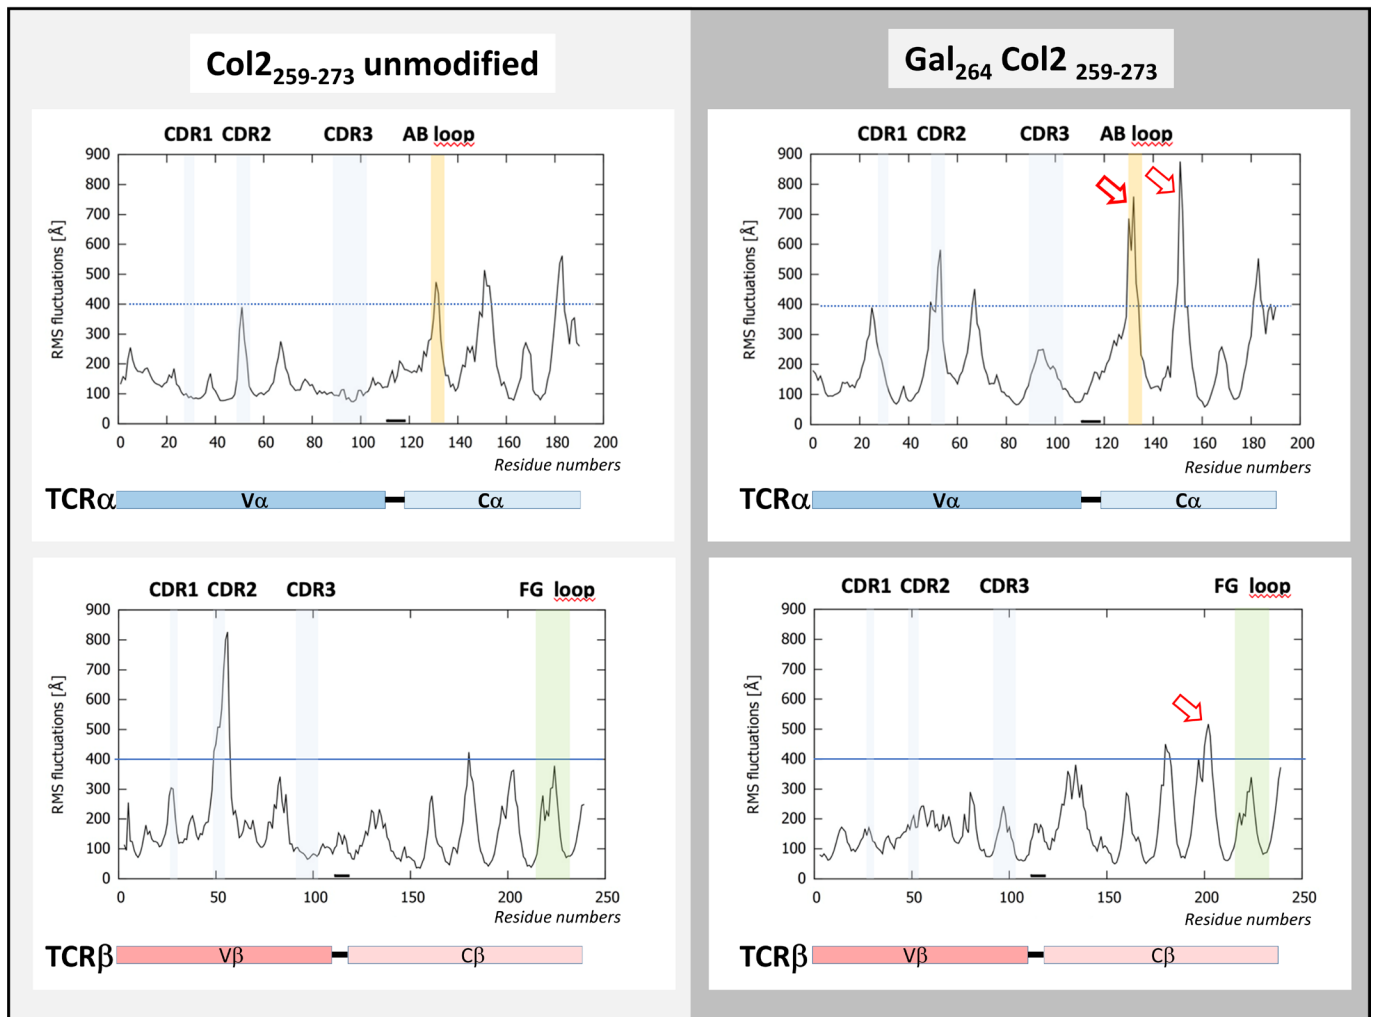 Col2259-273 unmodified
Gal264 Col2 259-273
CDR1 CDR2 CDR3 AB loop
900
800
700
600
500
400
300
200
100
0
RMS fluctuations [Å]
0 20 40 60 80 100 120 140 160 180 200
Residue numbers
TCRα Vα Cα
CDR1 CDR2 CDR3 AB loop
900
800
700
600
500
400
300
200
100
0
RMS fluctuations [Å]
0 20 40 60 80 100 120 140 160 180 200
Residue numbers
TCRα Vα Cα
CDR1 CDR2 CDR3 FG loop
900
800
700
600
500
400
300
200
100
0
RMS fluctuations [Å]
0 50 100 150 200 250
Residue numbers
TCRβ Vβ Cβ
CDR1 CDR2 CDR3 FG loop
900
800
700
600
500
400
300
200
100
0
RMS fluctuations [Å]
0 50 100 150 200 250
Residue numbers
TCRβ Vβ Cβ